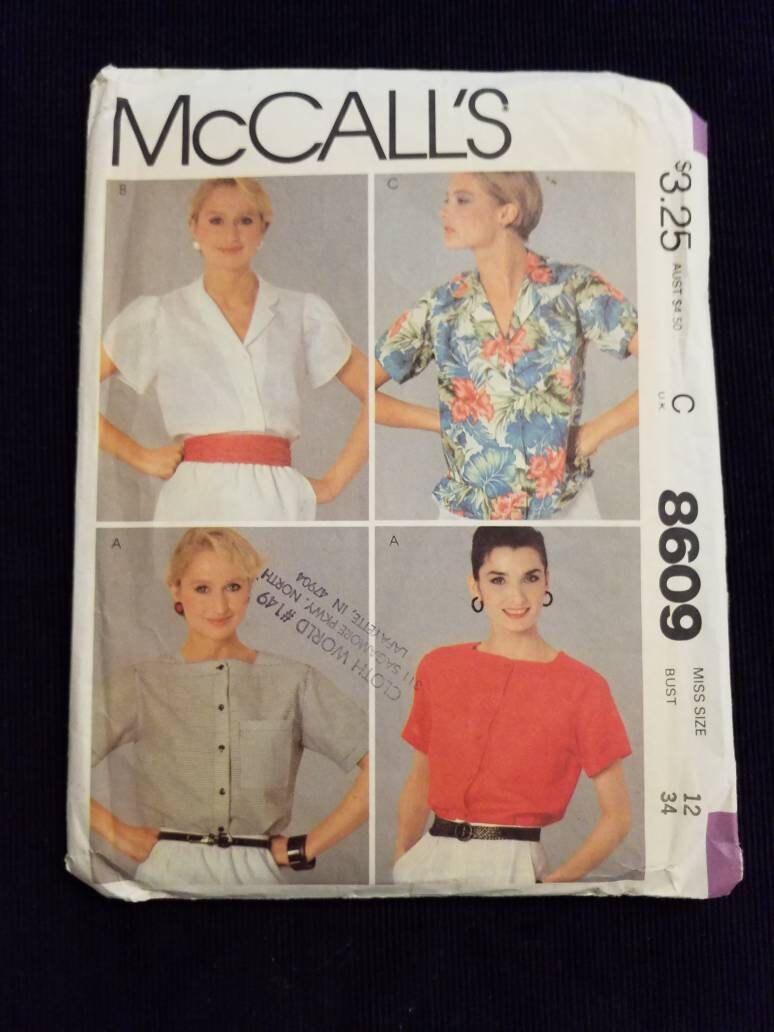 McCALL'S
B
C
A
A
CLOTH WORLD #149
311 SAGAMORE PKWY, NORTH
LAFAYETTE, IN 47904
$3.25
AUST $4.50
C
U.K.
8609
MISS SIZE 12
BUST 34